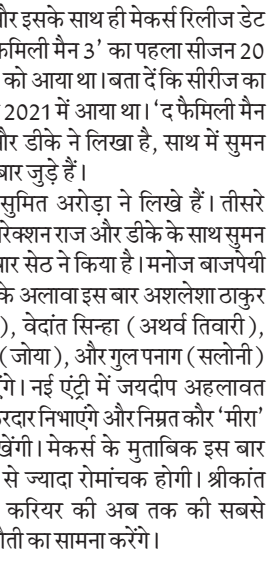 और इसके साथ ही मेकर्स रिलीज डेट
फैमिली मैन 3’ का पहला सीजन 20
को आया था। बता दें कि सीरीज का
2021 में आया था। ‘द फैमिली मैन
और डीके ने लिखा है, साथ में सुमन
बार जुड़े हैं।
सुमित अरोड़ा ने लिखे हैं। तीसरे
राज और डीके के साथ सुमन
सेठ ने किया है। मनोज बाजपेयी
के अलावा इस बार अशलेशा ठाकुर
), वेदांत सिन्हा ( अथर्व तिवारी ),
( जोया ), और गुल पनाग ( सलोनी )
नई एंट्री में जयदीप अहलावत
निभाएंगे और निम्रत कौर ‘मीरा’
मेकर्स के मुताबिक इस बार
से ज्यादा रोमांचक होगी। श्रीकांत
करियर की अब तक की सबसे
का सामना करेंगे।